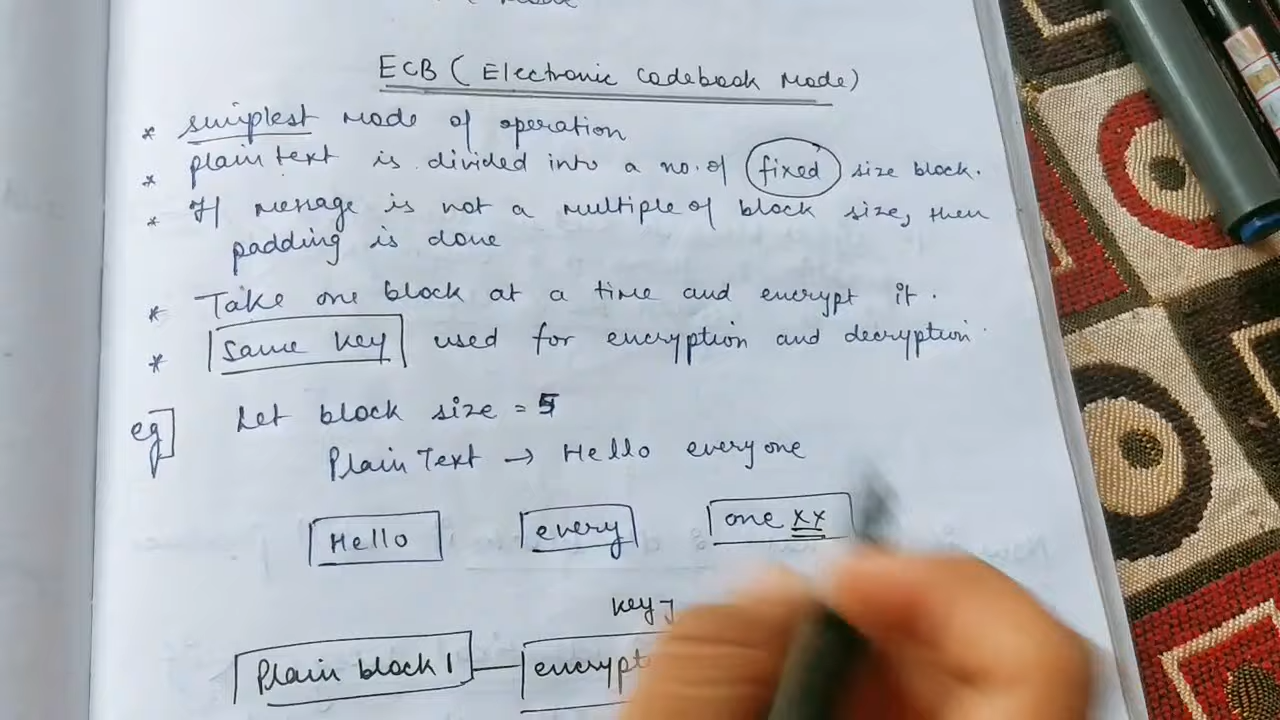 ECB ( Electronic Codebook Mode)
* simplest mode of operation
* plain text is divided into a no. of fixed size block.
* If message is not a multiple of block size, then
padding is done
* Take one block at a time and encrypt it.
* Same key used for encryption and decryption.
eg] Let block size = 5
Plain Text → Hello everyone
Hello every one xx
key
Plain block 1